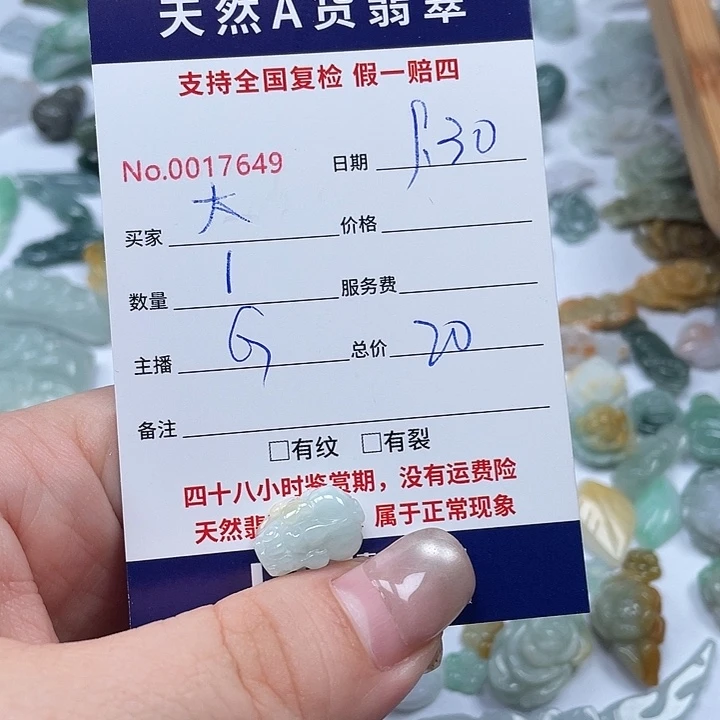 天然A货翡翠
支持全国复检 假一赔四
No.0017649 日期 8.30
买家 大 价格
数量 1 服务费
主播 G 总价 20
备注
□有纹 □有裂
四十八小时鉴赏期，没有运费险
天然翡 属于正常现象